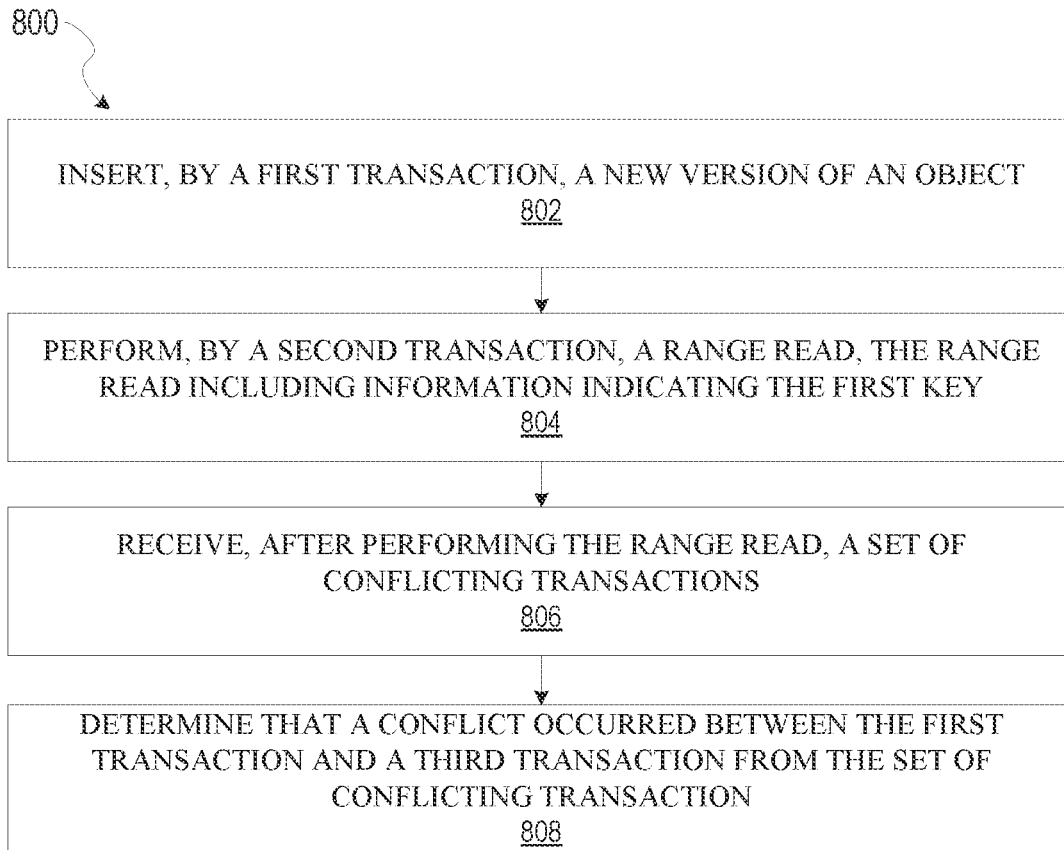 800
INSERT, BY A FIRST TRANSACTION, A NEW VERSION OF AN OBJECT
802
PERFORM, BY A SECOND TRANSACTION, A RANGE READ, THE RANGE
READ INCLUDING INFORMATION INDICATING THE FIRST KEY
804
RECEIVE, AFTER PERFORMING THE RANGE READ, A SET OF
CONFLICTING TRANSACTIONS
806
DETERMINE THAT A CONFLICT OCCURRED BETWEEN THE FIRST
TRANSACTION AND A THIRD TRANSACTION FROM THE SET OF
CONFLICTING TRANSACTION
808